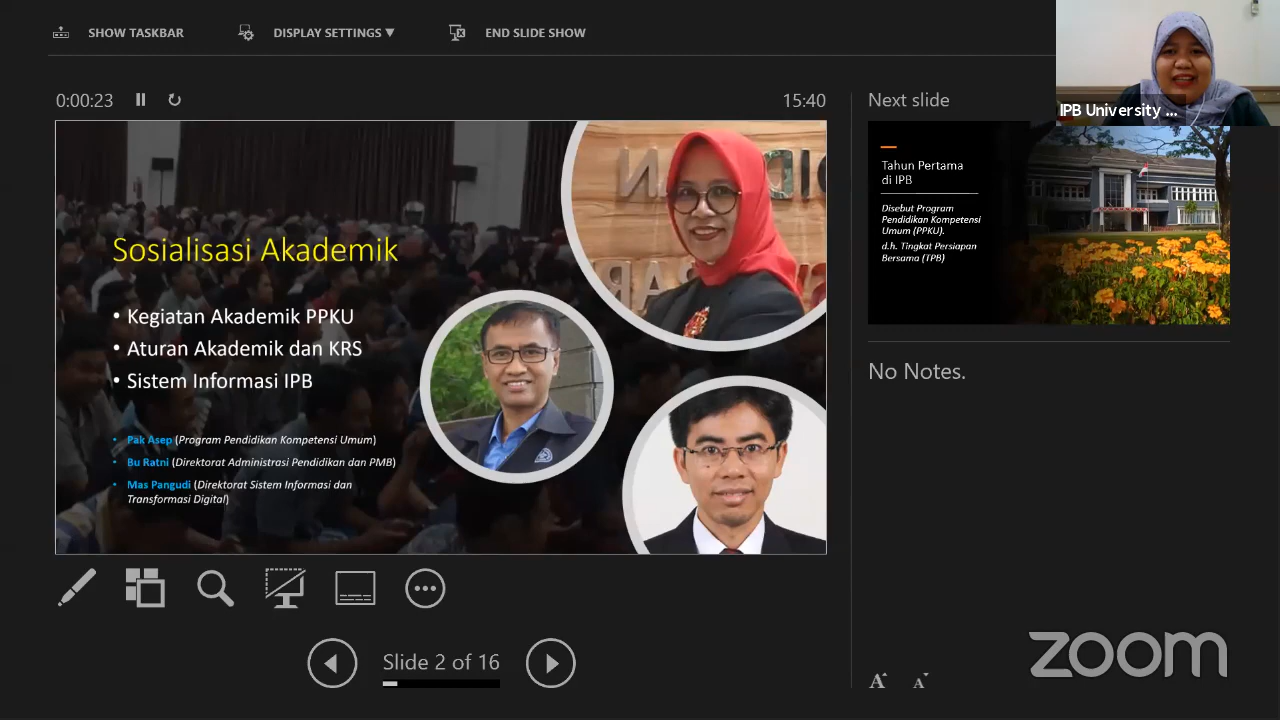 SHOW TASKBAR
DISPLAY SETTINGS ▼
END SLIDE SHOW
IPB University ...
0:00:23
15:40
Next slide
Sosialisasi Akademik
• Kegiatan Akademik PPKU
• Aturan Akademik dan KRS
• Sistem Informasi IPB
• Pak Asep (Program Pendidikan Kompetensi Umum)
• Bu Ratni (Direktorat Administrasi Pendidikan dan PMB)
• Mas Pangudi (Direktorat Sistem Informasi dan
Transformasi Digital)
Tahun Pertama
di IPB
Disebut Program
Pendidikan Kompetensi
Umum (PPKU).
d.h. Tingkat Persiapan
Bersama (TPB)
No Notes.
Slide 2 of 16
A A
zoom